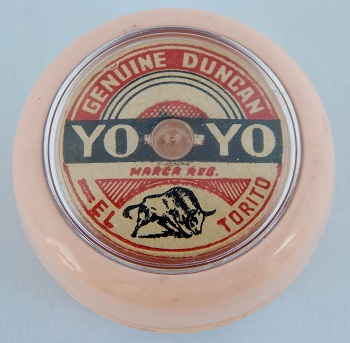 GENUINE DUNCAN
YO-YO
MARCA REG.
EL TORITO